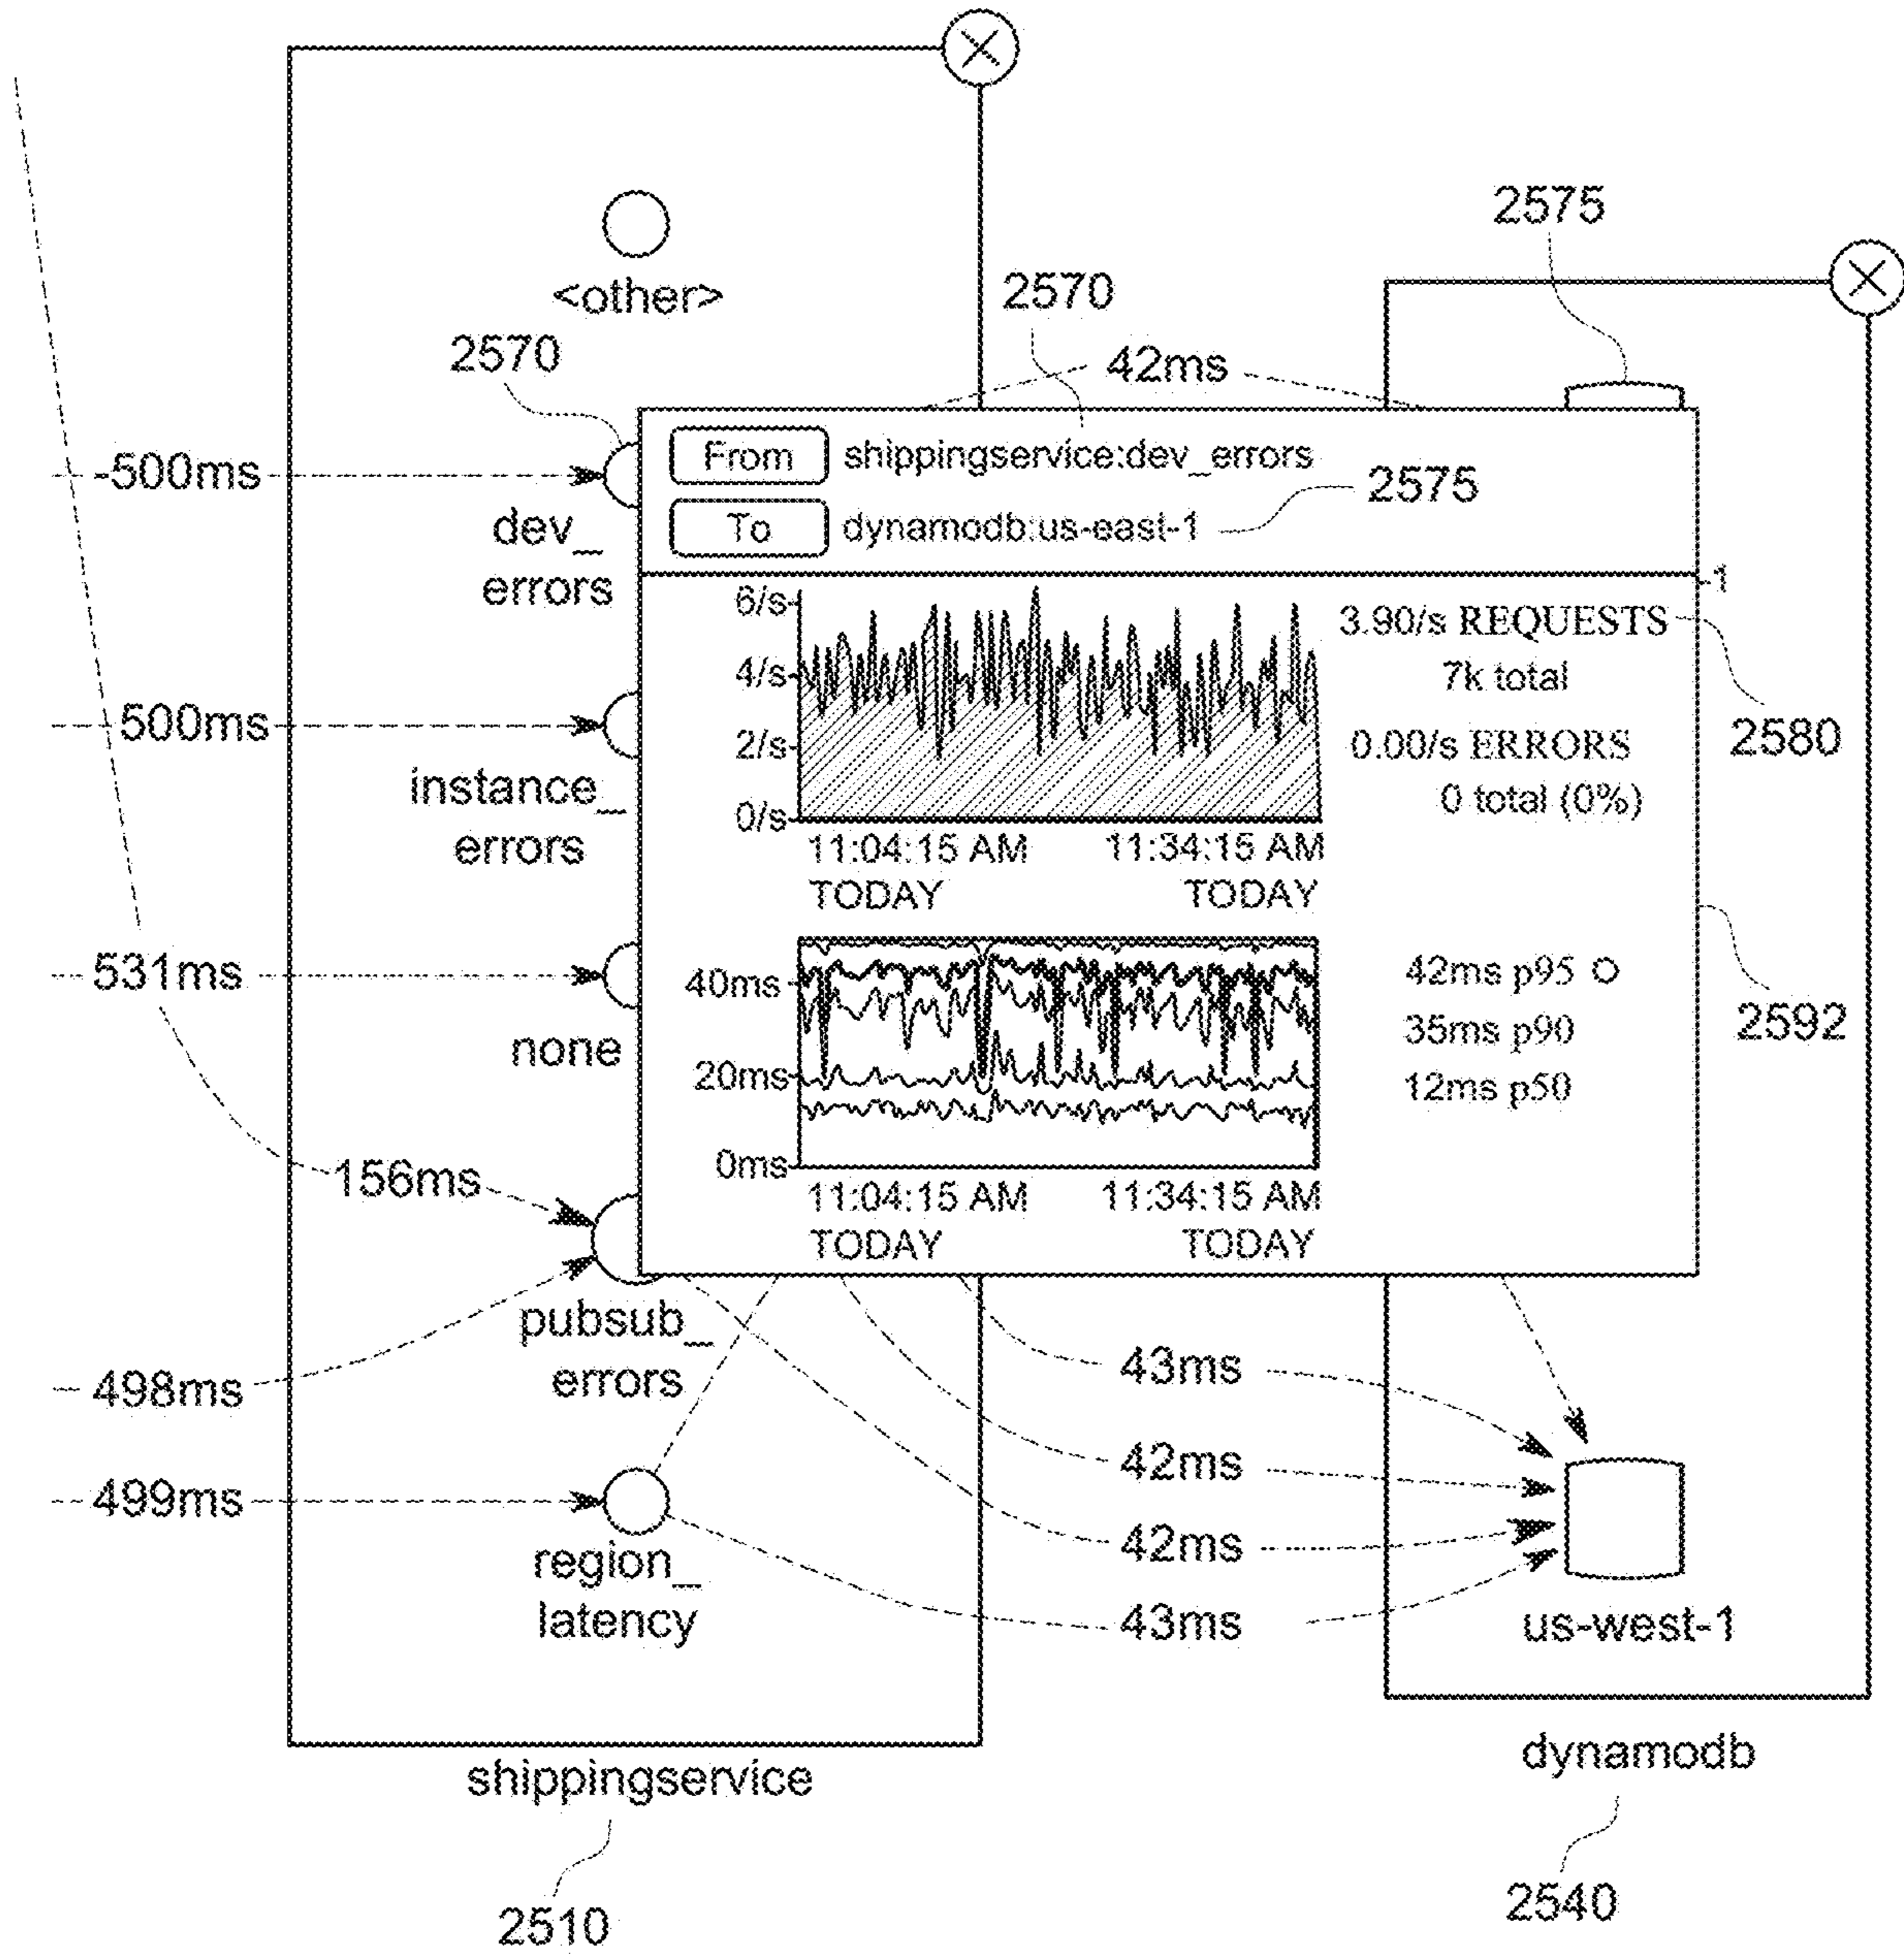 2575
<other>
2570
2570
42ms
-500ms
From shippingservice:dev_errors
2575
To dynamodb:us-east-1
dev_
errors
-1
6/s
4/s
2/s
0/s
3.90/s REQUESTS
7k total
2580
0.00/s ERRORS
0 total (0%)
500ms
instance_
errors
11:04:15 AM 11:34:15 AM
TODAY TODAY
531ms
none
40ms
20ms
0ms
42ms p95
35ms p90
12ms p50
2592
11:04:15 AM 11:34:15 AM
TODAY TODAY
156ms
pubsub_
errors
498ms
43ms
42ms
499ms
42ms
region_
latency
43ms
us-west-1
shippingservice
dynamodb
2510
2540